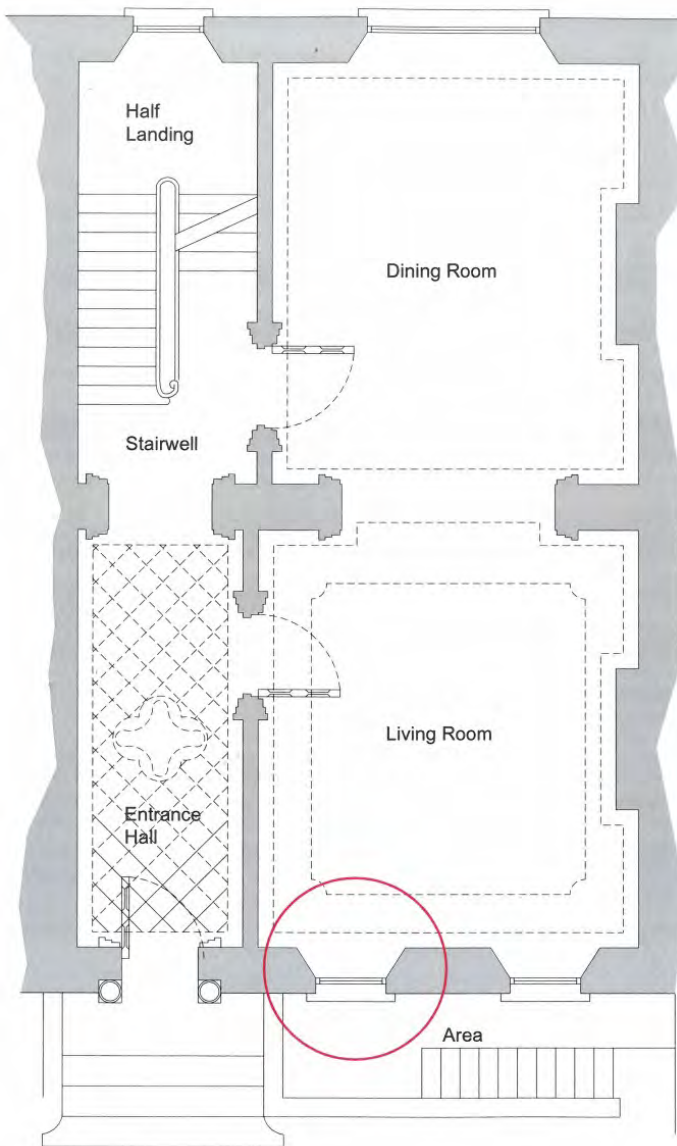 Half
Landing
Dining Room
Stairwell
Living Room
Entrance
Hall
Area